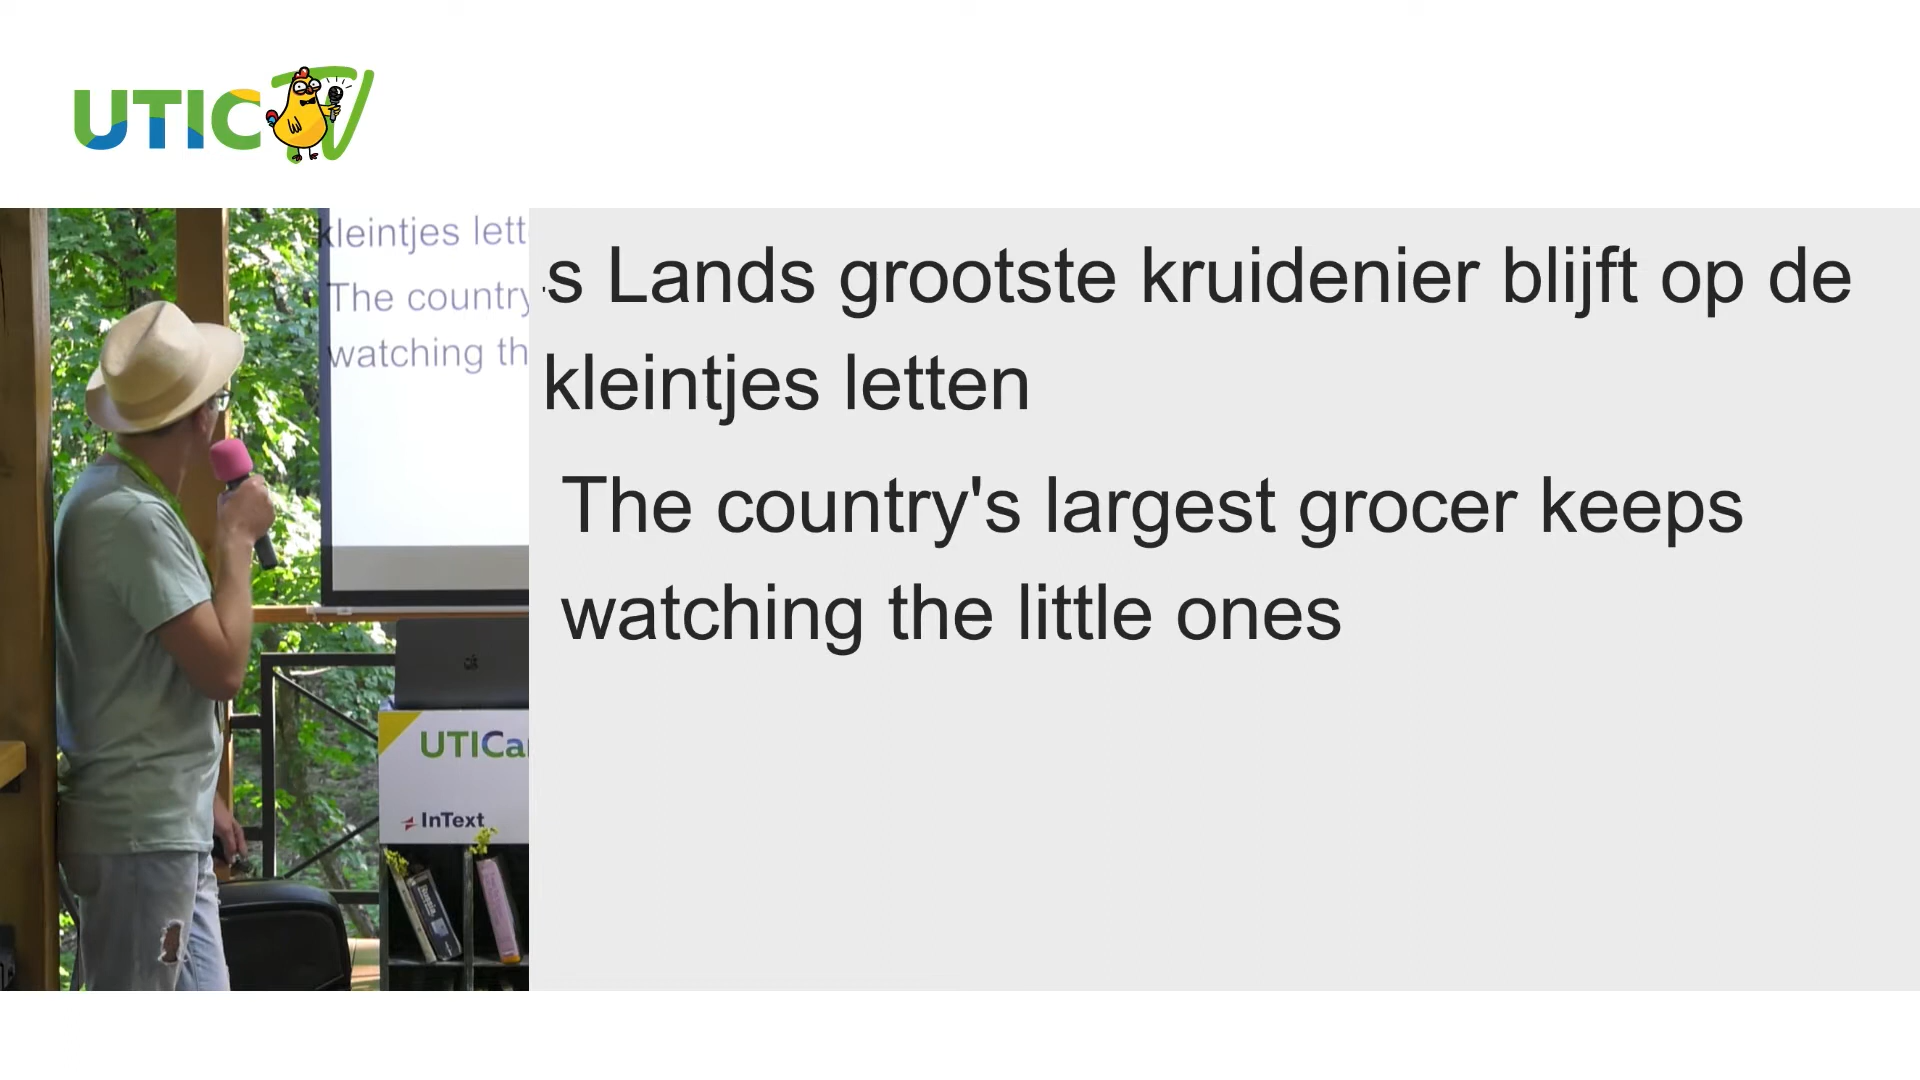 UTIC TV
kleintjes lett
The country
watching th
's Lands grootste kruidenier blijft op de
kleintjes letten
The country's largest grocer keeps
watching the little ones
UTICa
InText